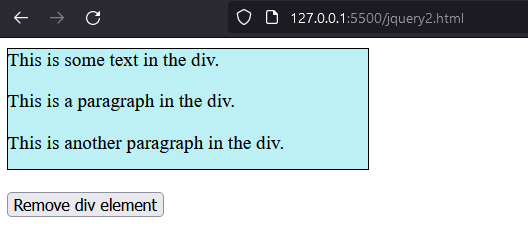 127.0.0.1:5500/jquery2.html
This is some text in the div.
This is a paragraph in the div.
This is another paragraph in the div.
Remove div element